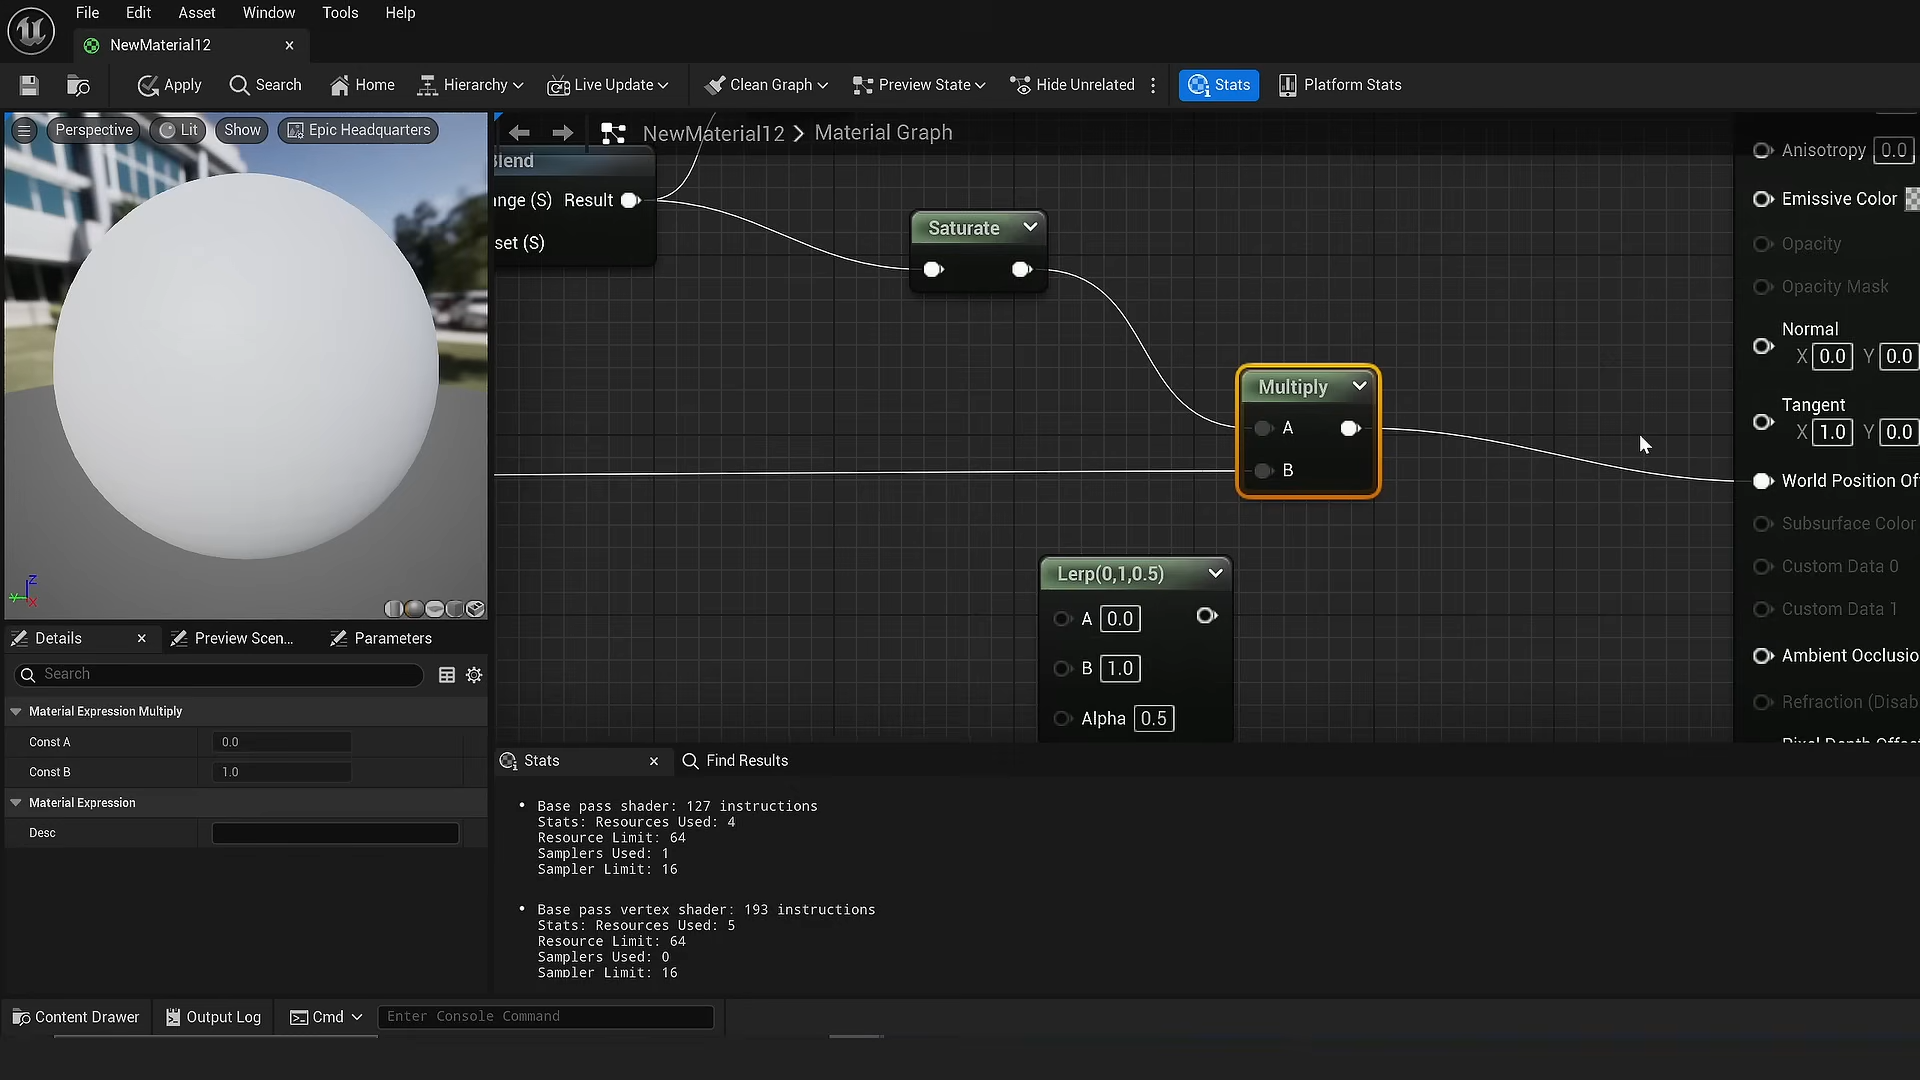 File Edit Asset Window Tools Help
NewMaterial12
Apply Search Home Hierarchy Live Update Clean Graph Preview State Hide Unrelated Stats Platform Stats
Perspective Lit Show Epic Headquarters
NewMaterial12 > Material Graph
Blend
ange (S) Result
set (S)
Saturate
Multiply
A
B
Lerp(0,1,0.5)
A 0.0
B 1.0
Alpha 0.5
Anisotropy 0.0
Emissive Color
Opacity
Opacity Mask
Normal
X 0.0 Y 0.0
Tangent
X 1.0 Y 0.0
World Position Off
Subsurface Color
Custom Data 0
Custom Data 1
Ambient Occlusio
Refraction (Disab
Pixel Depth Offset
Z
Y
X
Details Preview Scen... Parameters
Search
Material Expression Multiply
Const A 0.0
Const B 1.0
Material Expression
Desc
Stats Find Results
• Base pass shader: 127 instructions
Stats: Resources Used: 4
Resource Limit: 64
Samplers Used: 1
Sampler Limit: 16
• Base pass vertex shader: 193 instructions
Stats: Resources Used: 5
Resource Limit: 64
Samplers Used: 0
Sampler Limit: 16
Content Drawer Output Log Cmd Enter Console Command